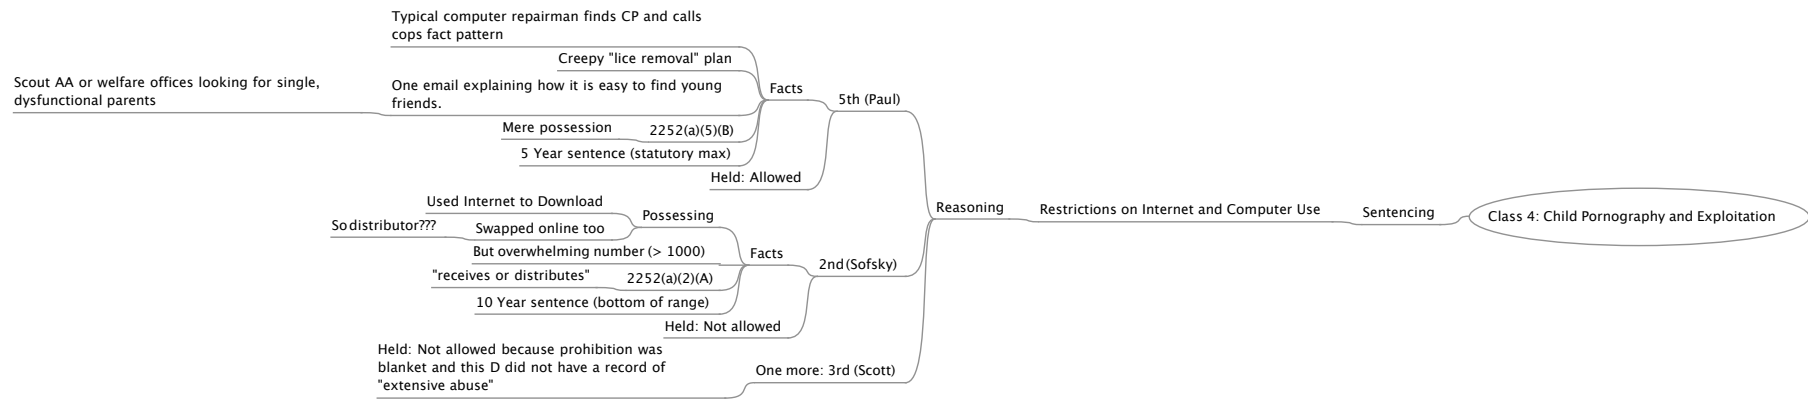 Typical computer repairman finds CP and calls
cops fact pattern
Creepy "lice removal" plan
Scout AA or welfare offices looking for single,
dysfunctional parents
One email explaining how it is easy to find young
friends.
Facts
5th (Paul)
Mere possession
2252(a)(5)(B)
5 Year sentence (statutory max)
Held: Allowed
Used Internet to Download
Possessing
So distributor???
Swapped online too
But overwhelming number (> 1000)
Facts
2nd (Sofsky)
"receives or distributes"
2252(a)(2)(A)
10 Year sentence (bottom of range)
Held: Not allowed
Held: Not allowed because prohibition was
blanket and this D did not have a record of
"extensive abuse"
One more: 3rd (Scott)
Reasoning
Restrictions on Internet and Computer Use
Sentencing
Class 4: Child Pornography and Exploitation